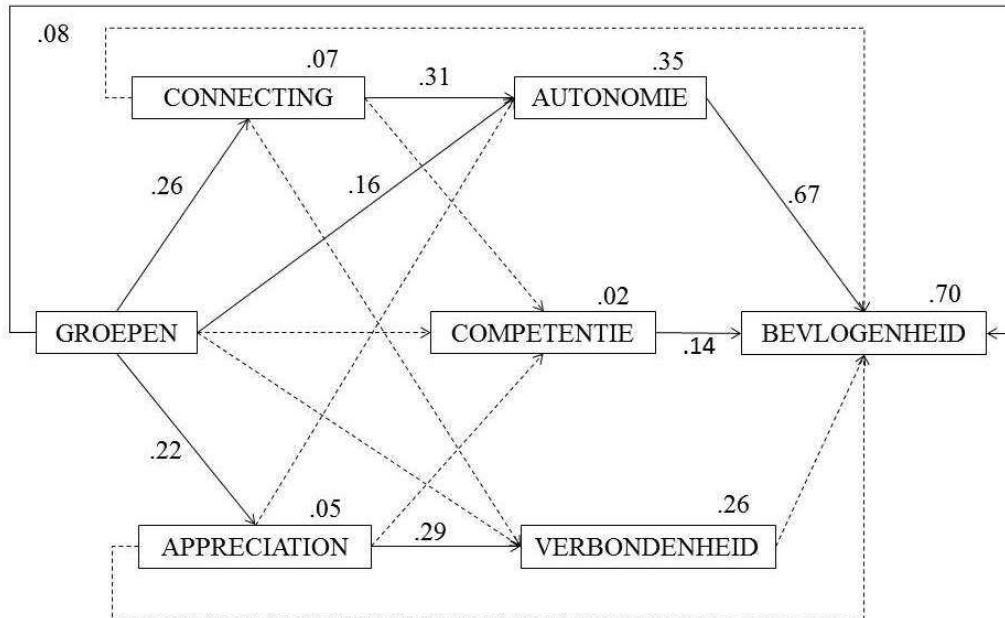 .08
.07
.35
CONNECTING
.31
AUTONOMIE
.26
.16
.67
.02
.70
GROEPEN
COMPETENTIE
.14
BEVLOGENHEID
.22
.05
.26
APPRECIATION
.29
VERBONDENHEID